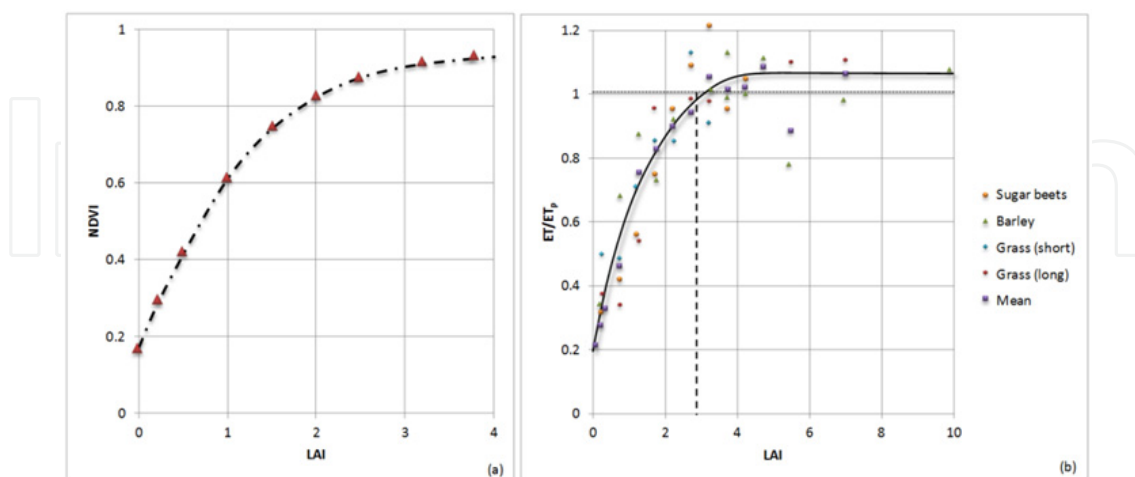 1
0.8
0.6
0.4
0.2
0
NDVI
0 1 2 3 4
LAI
(a)
1.2
1
0.8
0.6
0.4
0.2
0
ET/ETp
0 2 4 6 8 10
LAI
(b)
Sugar beets
Barley
Grass (short)
Grass (long)
Mean